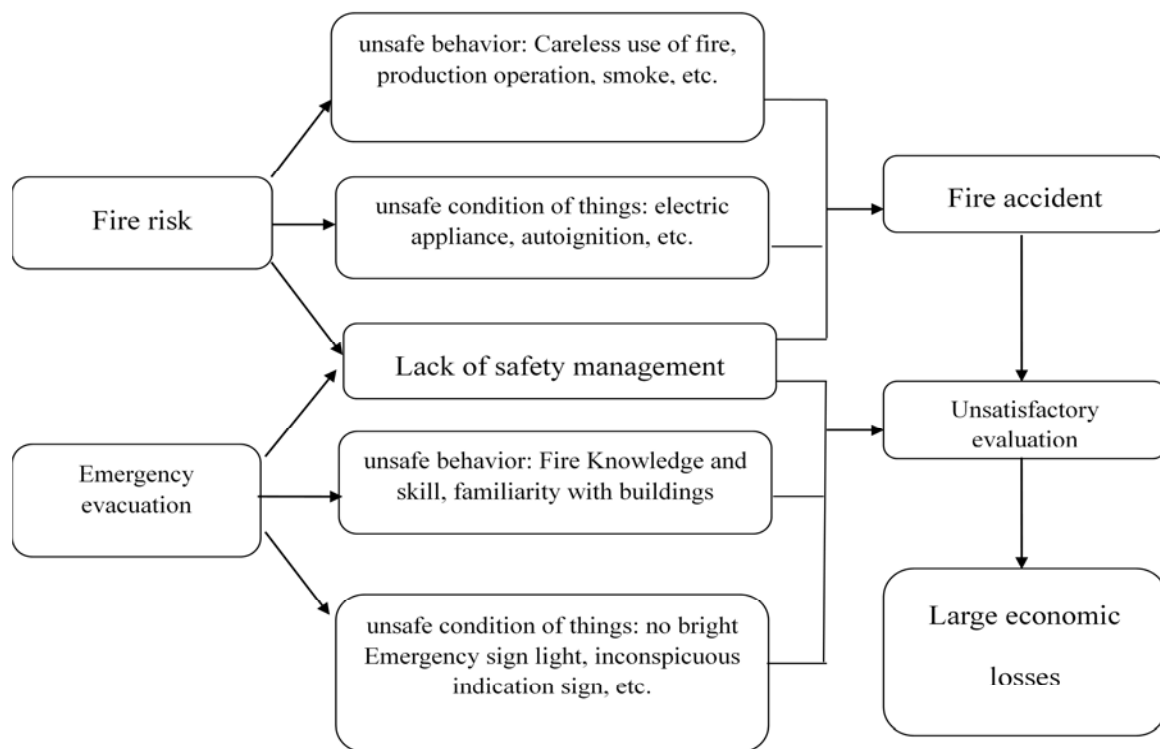 unsafe behavior: Careless use of fire,
production operation, smoke, etc.
Fire risk
unsafe condition of things: electric
appliance, autoignition, etc.
Fire accident
Lack of safety management
Emergency
evacuation
unsafe behavior: Fire Knowledge and
skill, familiarity with buildings
Unsatisfactory
evaluation
unsafe condition of things: no bright
Emergency sign light, inconspicuous
indication sign, etc.
Large economic
losses